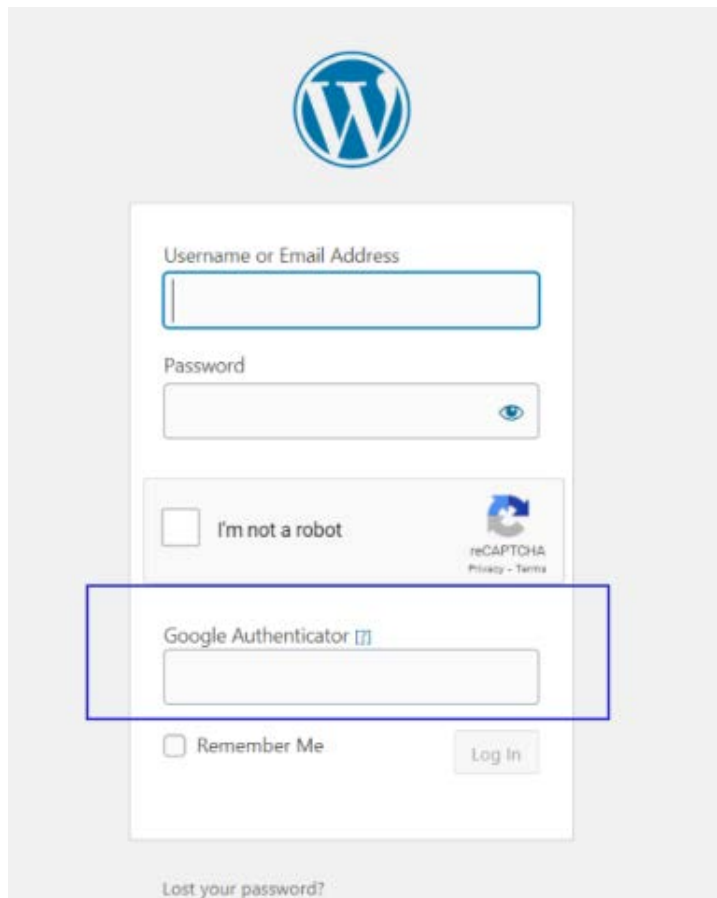 Username or Email Address
Password
I'm not a robot
reCAPTCHA
Privacy - Terms
Google Authenticator [?]
Remember Me
Log In
Lost your password?